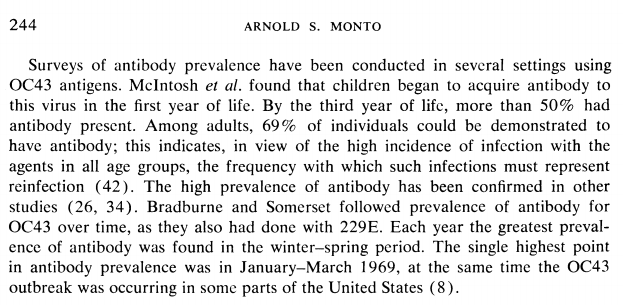 244 ARNOLD S. MONTO
Surveys of antibody prevalence have been conducted in several settings using
OC43 antigens. McIntosh et al. found that children began to acquire antibody to
this virus in the first year of life. By the third year of life, more than 50% had
antibody present. Among adults, 69% of individuals could be demonstrated to
have antibody; this indicates, in view of the high incidence of infection with the
agents in all age groups, the frequency with which such infections must represent
reinfection (42). The high prevalence of antibody has been confirmed in other
studies (26, 34). Bradburne and Somerset followed prevalence of antibody for
OC43 over time, as they also had done with 229E. Each year the greatest preval-
ence of antibody was found in the winter–spring period. The single highest point
in antibody prevalence was in January–March 1969, at the same time the OC43
outbreak was occurring in some parts of the United States (8).